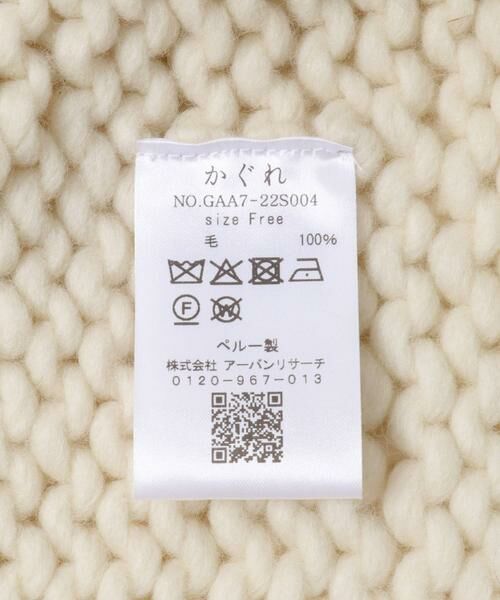 かぐれ
NO.GAA7-22S004
size Free
毛 100%
F W
ペルー製
株式会社 アーバンリサーチ
0120-967-013